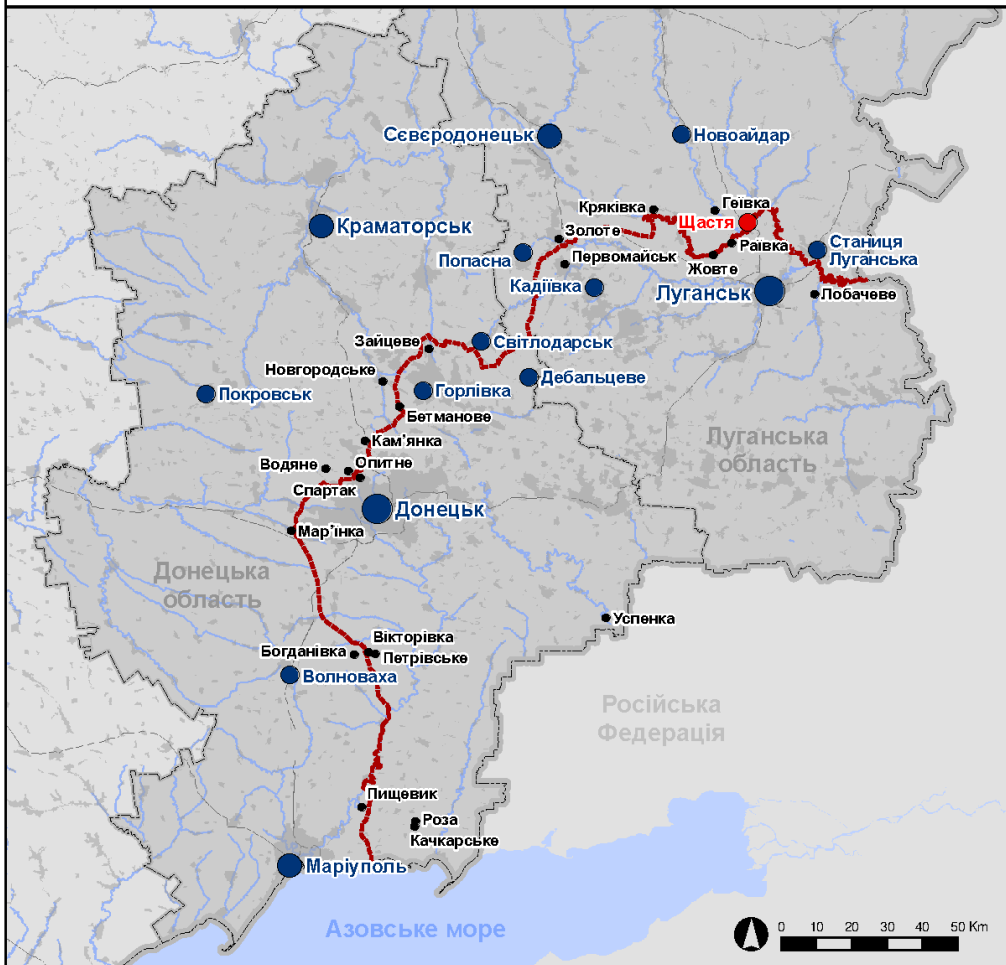 Сєвєродонецьк
Новоайдар
Кряківка
Геївка
Щастя
Краматорськ
Золоте
Раївка
Станиця
Луганська
Попасна
Первомайськ
Жовте
Кадіївка
Луганськ
Лобачеве
Зайцеве
Світлодарськ
Новгородське
Дебальцеве
Покровськ
Горлівка
Бетманове
Луганська
область
Кам'янка
Водяне
Опитне
Спартак
Донецьк
Мар'їнка
Донецька
область
Успенка
Вікторівка
Богданівка
Петрівське
Волноваха
Російська
Федерація
Пищевик
Роза
Качкарське
Маріуполь
Азовське море
0 10 20 30 40 50 Km